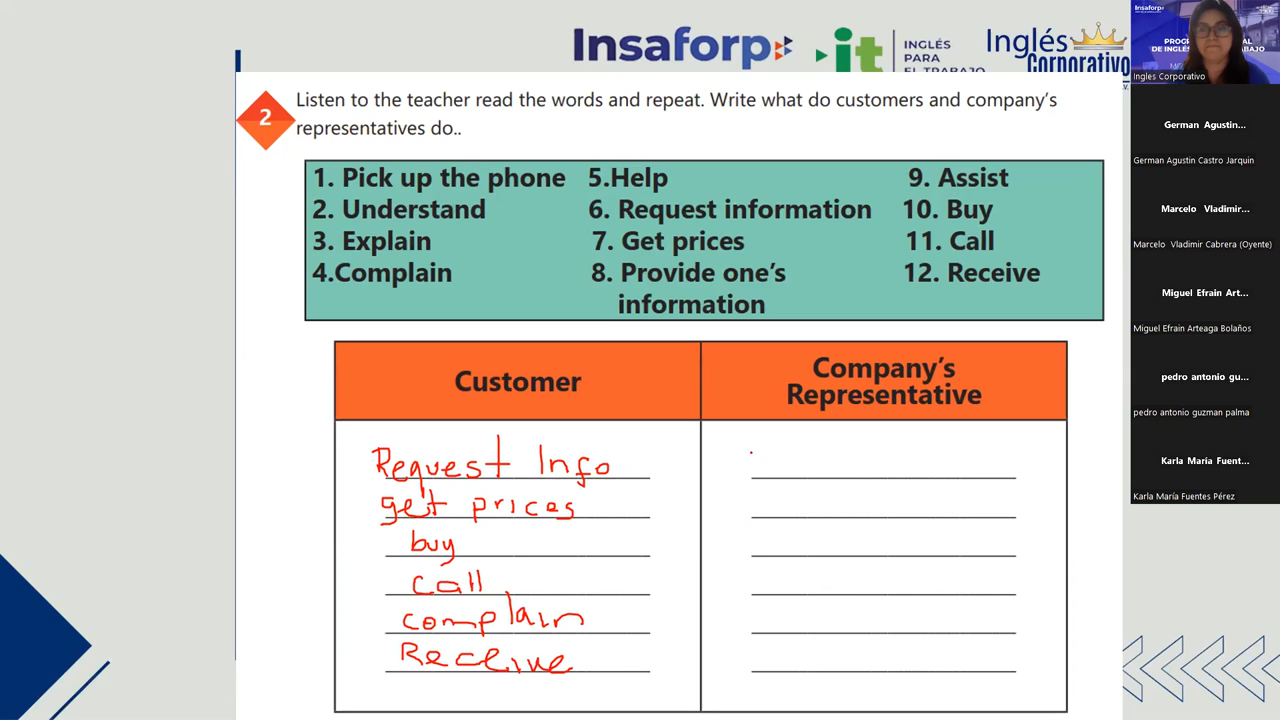 Insaforp
it
INGLÉS
PARA
EL TRABAJO
Inglés
Corporativo
2
Listen to the teacher read the words and repeat. Write what do customers and company's
representatives do..
1. Pick up the phone
2. Understand
3. Explain
4.Complain
5.Help
6. Request information
7. Get prices
8. Provide one's
information
9. Assist
10. Buy
11. Call
12. Receive
Customer
Company's
Representative
Request Info
get prices
buy
call
complain
Receive
Insaforp
Ingles Corporativo
German Agustin...
German Agustin Castro Jarquin
Marcelo Vladimir...
Marcelo Vladimir Cabrera (Oyente)
Miguel Efrain Art...
Miguel Efrain Arteaga Bolaños
pedro antonio gu...
pedro antonio guzman palma
Karla María Fuent...
Karla María Fuentes Pérez